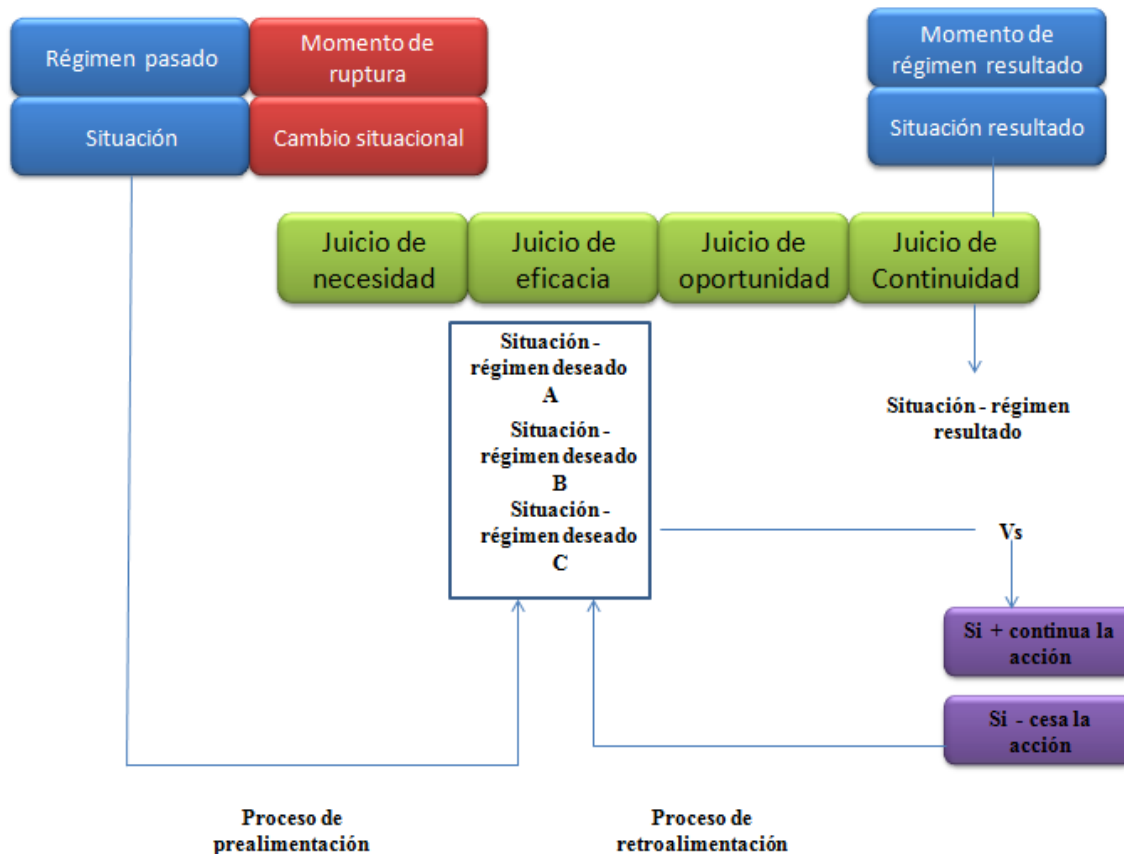 Régimen pasado
Momento de
ruptura
Momento de
régimen resultado
Situación
Cambio situacional
Situación resultado
Juicio de
necesidad
Juicio de
eficacia
Juicio de
oportunidad
Juicio de
Continuidad
Situación -
régimen deseado
A
Situación -
régimen deseado
B
Situación -
régimen deseado
C
Situación - régimen
resultado
Vs
Si + continua la
acción
Si - cesa la
acción
Proceso de
prealimentación
Proceso de
retroalimentación